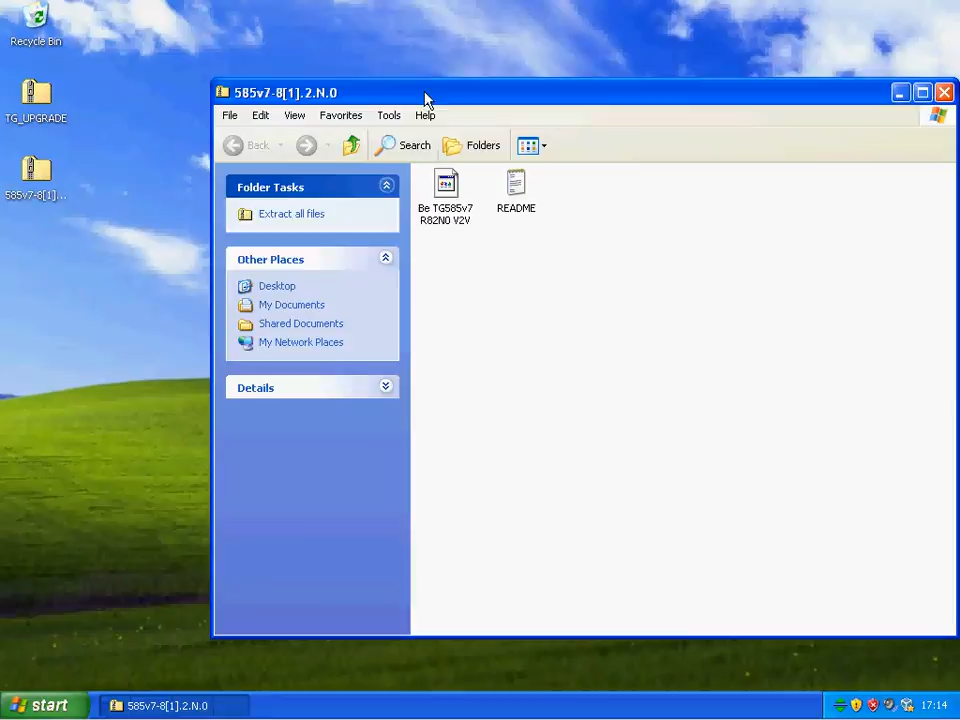 Recycle Bin
TG_UPGRADE
585v7-8[1]...
585v7-8[1].2.N.0
File Edit View Favorites Tools Help
Back Search Folders
Folder Tasks
Extract all files
Other Places
Desktop
My Documents
Shared Documents
My Network Places
Details
Be TG585v7
R82N0 V2V
README
start
585v7-8[1].2.N.0
17:14